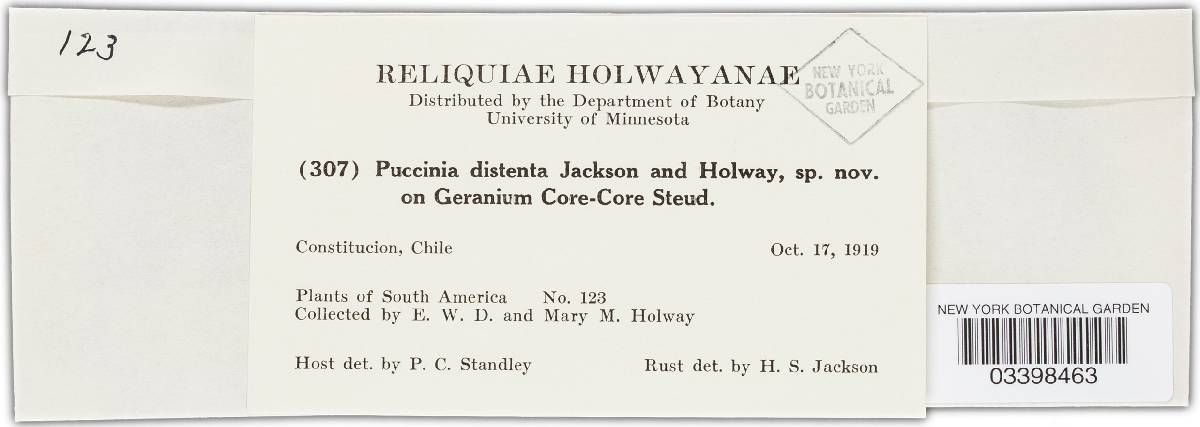 123
RELIQUIAE HOLWAYANAE
Distributed by the Department of Botany
University of Minnesota
NEW YORK
BOTANICAL
GARDEN
(307) Puccinia distenta Jackson and Holway, sp. nov.
on Geranium Core-Core Steud.
Constitucion, Chile Oct. 17, 1919
Plants of South America No. 123
Collected by E. W. D. and Mary M. Holway
Host det. by P. C. Standley Rust det. by H. S. Jackson
NEW YORK BOTANICAL GARDEN
03398463